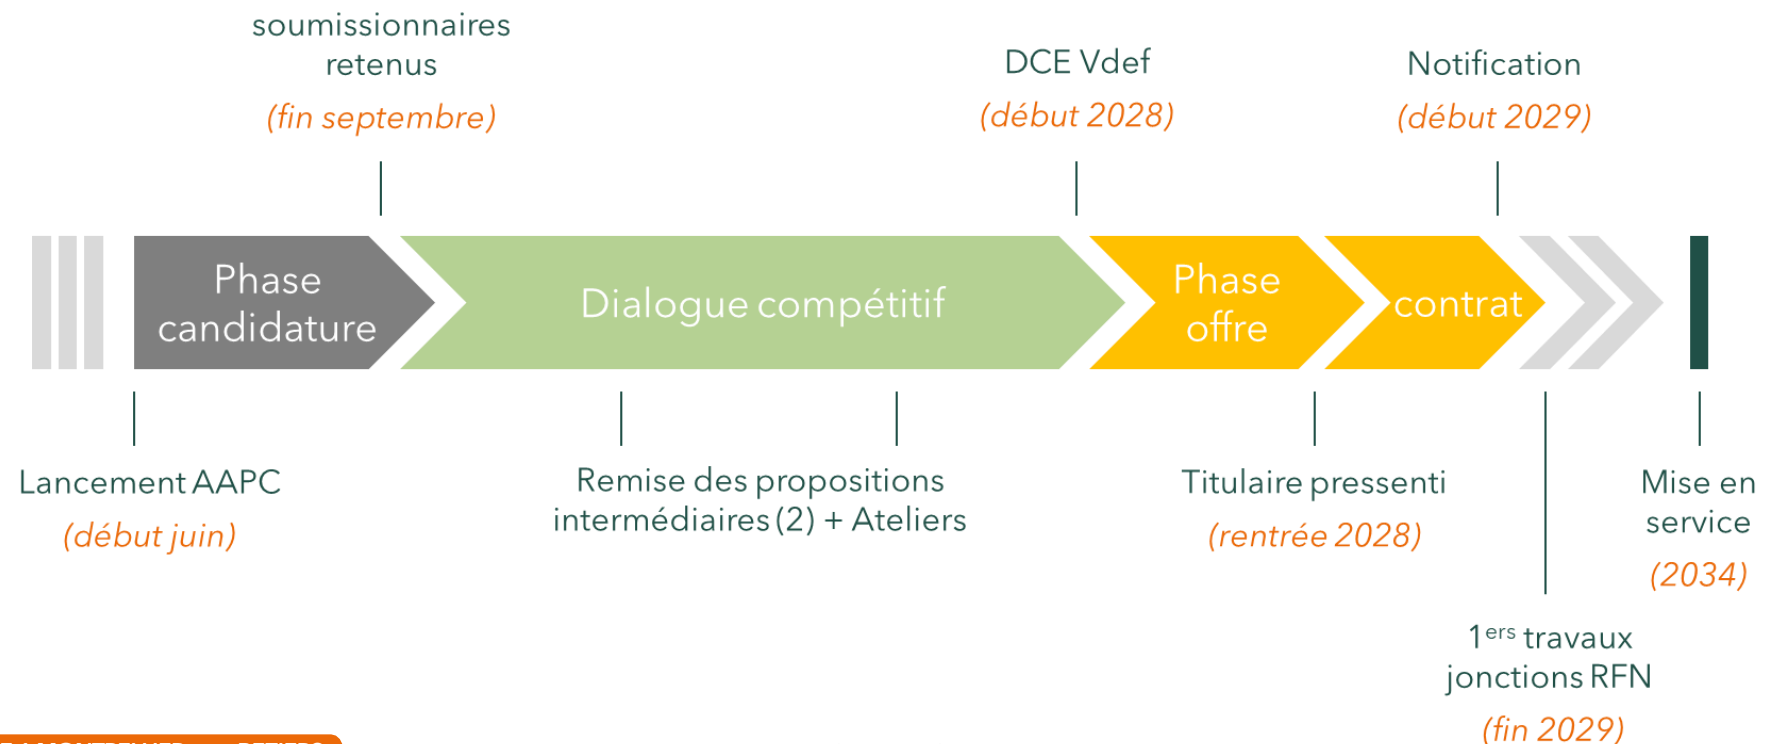 soumissionnaires
retenus
(fin septembre)
DCE Vdef
(début 2028)
Notification
(début 2029)
Phase
candidature
Dialogue compétitif
Phase
offre
contrat
Lancement AAPC
(début juin)
Remise des propositions
intermédiaires (2) + Ateliers
Titulaire pressenti
(rentrée 2028)
Mise en
service
(2034)
1ers travaux
jonctions RFN
(fin 2029)